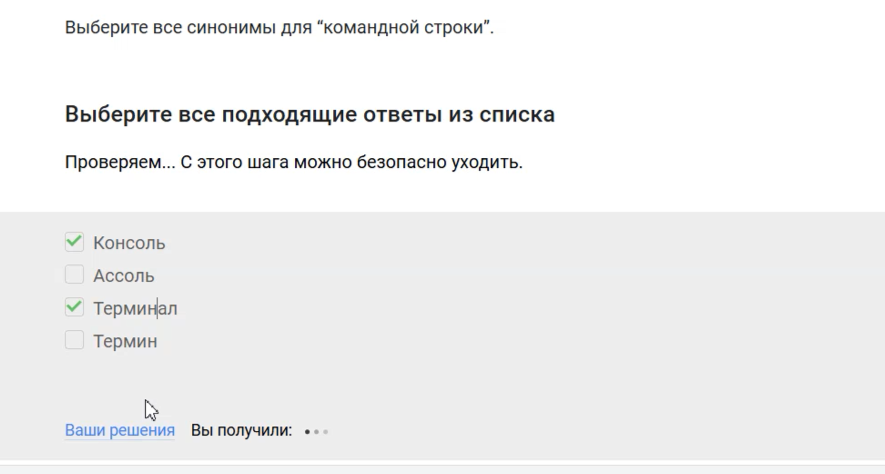 Выберите все синонимы для “командной строки”.
Выберите все подходящие ответы из списка
Проверяем... С этого шага можно безопасно уходить.
Консоль
Ассоль
Терминал
Термин
Ваши решения Вы получили: